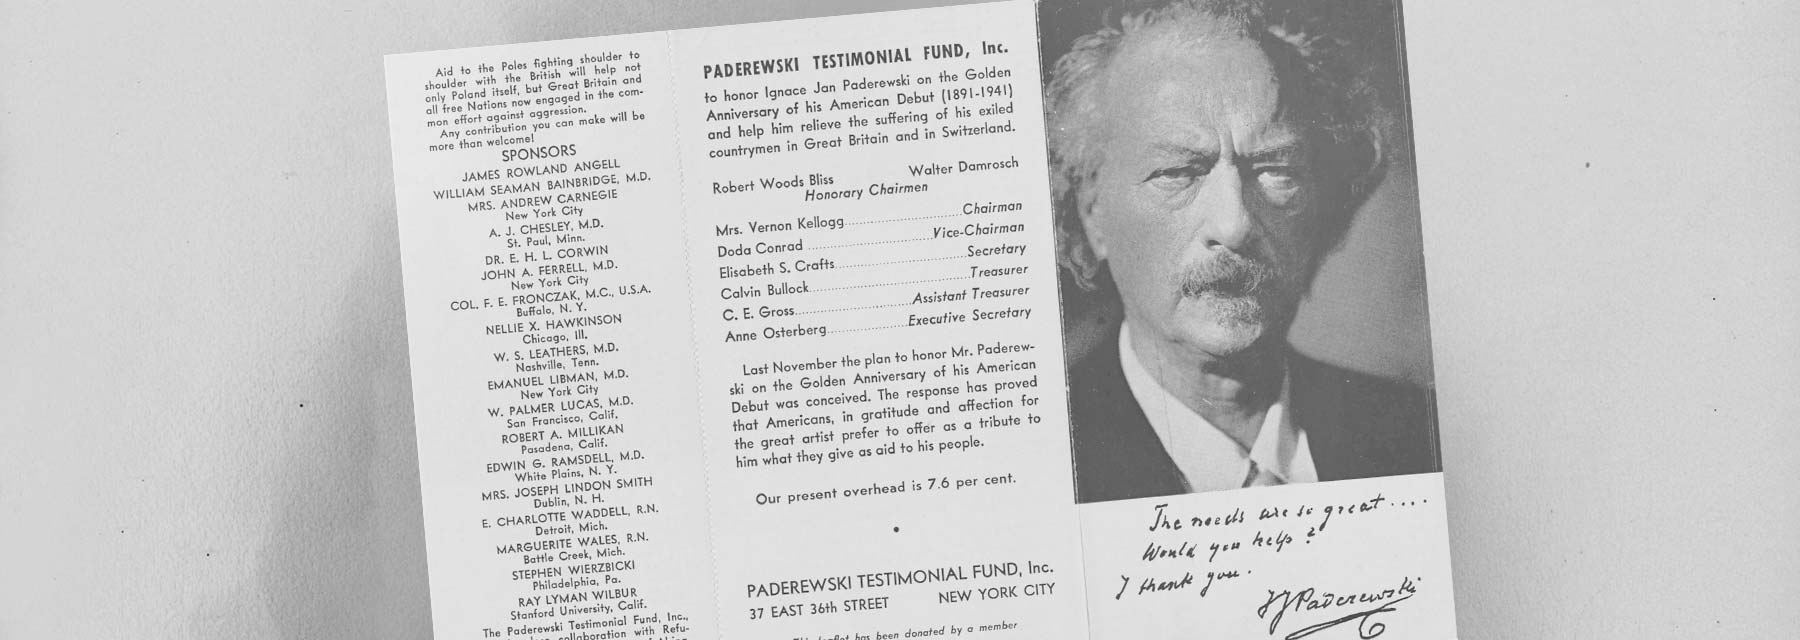 Aid to the Poles fighting shoulder to
shoulder with the British will help not
only Poland itself, but Great Britain and
all free Nations now engaged in the com-
mon effort against aggression.
Any contribution you can make will be
more than welcome!
SPONSORS
JAMES ROWLAND ANGELL
WILLIAM SEAMAN BAINBRIDGE, M.D.
MRS. ANDREW CARNEGIE
New York City
A. J. CHESLEY, M.D.
St. Paul, Minn.
DR. E. H. L. CORWIN
JOHN A. FERRELL, M.D.
New York City
COL. F. E. FRONCZAK, M.C., U.S.A.
Buffalo, N. Y.
NELLIE X. HAWKINSON
Chicago, Ill.
W. S. LEATHERS, M.D.
Nashville, Tenn.
EMANUEL LIBMAN, M.D.
New York City
W. PALMER LUCAS, M.D.
San Francisco, Calif.
ROBERT A. MILLIKAN
Pasadena, Calif.
EDWIN G. RAMSDELL, M.D.
White Plains, N. Y.
MRS. JOSEPH LINDON SMITH
Dublin, N. H.
E. CHARLOTTE WADDELL, R.N.
Detroit, Mich.
MARGUERITE WALES, R.N.
Battle Creek, Mich.
STEPHEN WIERZBICKI
Philadelphia, Pa.
RAY LYMAN WILBUR
Stanford University, Calif.
The Paderewski Testimonial Fund, Inc.,
collaboration with Refu-
PADEREWSKI TESTIMONIAL FUND, Inc.
to honor Ignace Jan Paderewski on the Golden
Anniversary of his American Debut (1891-1941)
and help him relieve the suffering of his exiled
countrymen in Great Britain and in Switzerland.
Robert Woods Bliss Walter Damrosch
Honorary Chairmen
Mrs. Vernon Kellogg Chairman
Doda Conrad Vice-Chairman
Elisabeth S. Crafts Secretary
Calvin Bullock Treasurer
C. E. Gross Assistant Treasurer
Anne Osterberg Executive Secretary
Last November the plan to honor Mr. Paderew-
ski on the Golden Anniversary of his American
Debut was conceived. The response has proved
that Americans, in gratitude and affection for
the great artist prefer to offer as a tribute to
him what they give as aid to his people.
Our present overhead is 7.6 per cent.
PADEREWSKI TESTIMONIAL FUND, Inc.
37 EAST 36th STREET NEW YORK CITY
This leaflet has been donated by a member
The needs are so great....
Would you help?
I thank you.
IJPaderewski